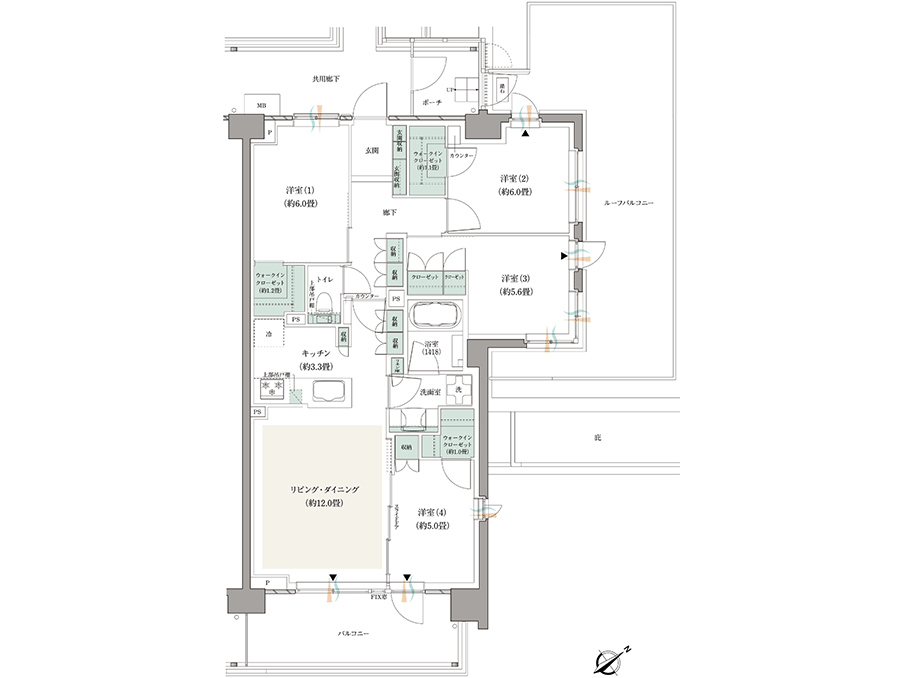 共用廊下
ポーチ
UP
MB
P
玄関
玄関
収納
玄関
収納
ウォークイン
クローゼット
(約1.1畳)
カウンター
洋室(1)
(約6.0畳)
洋室(2)
(約6.0畳)
ルーフバルコニー
廊下
収納
収納
クローゼット
クローゼット
洋室(3)
(約5.6畳)
ウォークイン
クローゼット
(約1.2畳)
トイレ
上部吊戸棚
カウンター
PS
PS
冷
収納
収納
収納
キッチン
(約3.3畳)
浴室
(1418)
上部吊戸棚
洗面室
洗
PS
収納
ウォークイン
クローゼット
(約1.0畳)
庇
リビング・ダイニング
(約12.0畳)
スライドドア
洋室(4)
(約5.0畳)
P
FIX窓
バルコニー
N